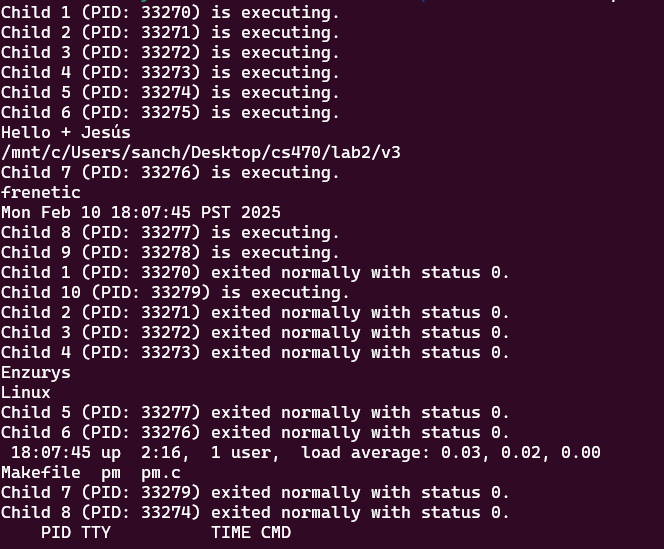 Child 1 (PID: 33270) is executing.
Child 2 (PID: 33271) is executing.
Child 3 (PID: 33272) is executing.
Child 4 (PID: 33273) is executing.
Child 5 (PID: 33274) is executing.
Child 6 (PID: 33275) is executing.
Hello + Jesús
/mnt/c/Users/sanch/Desktop/cs470/lab2/v3
Child 7 (PID: 33276) is executing.
frenetic
Mon Feb 10 18:07:45 PST 2025
Child 8 (PID: 33277) is executing.
Child 9 (PID: 33278) is executing.
Child 1 (PID: 33270) exited normally with status 0.
Child 10 (PID: 33279) is executing.
Child 2 (PID: 33271) exited normally with status 0.
Child 3 (PID: 33272) exited normally with status 0.
Child 4 (PID: 33273) exited normally with status 0.
Enzurys
Linux
Child 5 (PID: 33277) exited normally with status 0.
Child 6 (PID: 33276) exited normally with status 0.
 18:07:45 up  2:16,  1 user,  load average: 0.03, 0.02, 0.00
Makefile  pm  pm.c
Child 7 (PID: 33279) exited normally with status 0.
Child 8 (PID: 33274) exited normally with status 0.
    PID TTY          TIME CMD